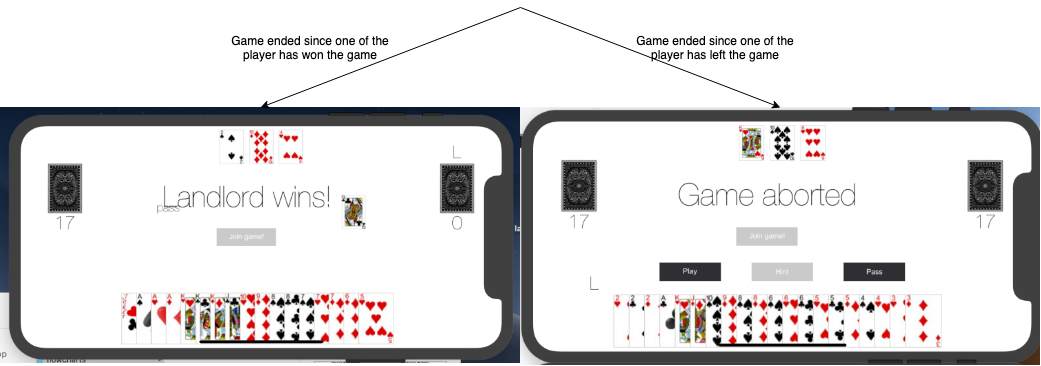 Game ended since one of the
player has won the game
Game ended since one of the
player has left the game
L
Landlord wins!
pass
17
0
Join game!
Game aborted
17
17
Join game!
Play
Hint
Pass
L